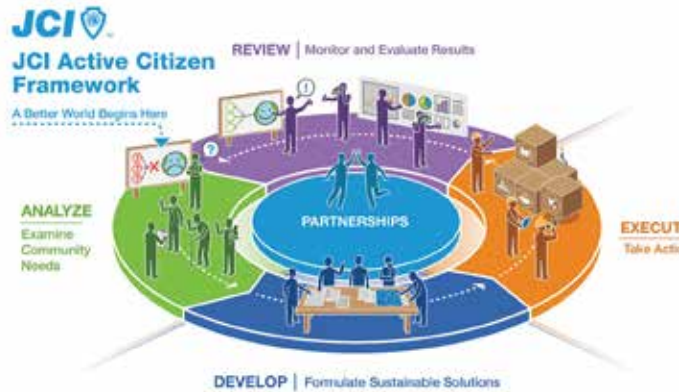 JCI
JCI Active Citizen
Framework
A Better World Begins Here
REVIEW | Monitor and Evaluate Results
!
?
ANALYZE
Examine
Community
Needs
PARTNERSHIPS
EXECUT
Take Actio
DEVELOP | Formulate Sustainable Solutions